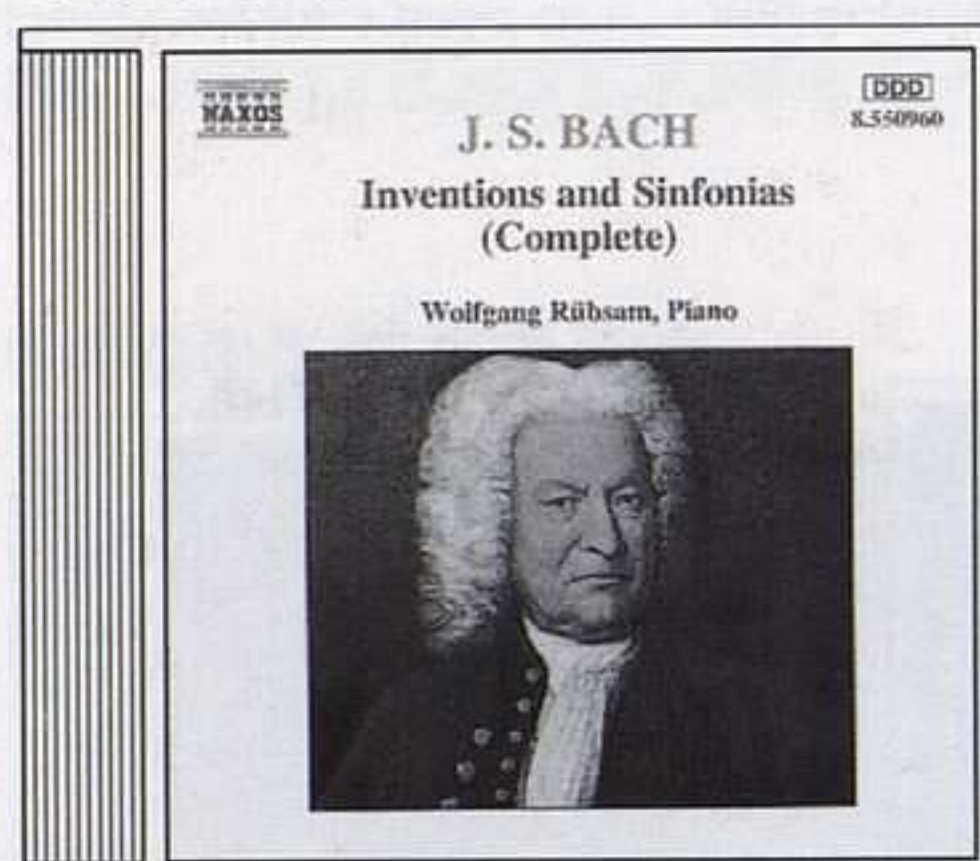 NAXOS
DDD
8.550960
J. S. BACH
Inventions and Sinfonias
(Complete)
Wolfgang Rübsam, Piano